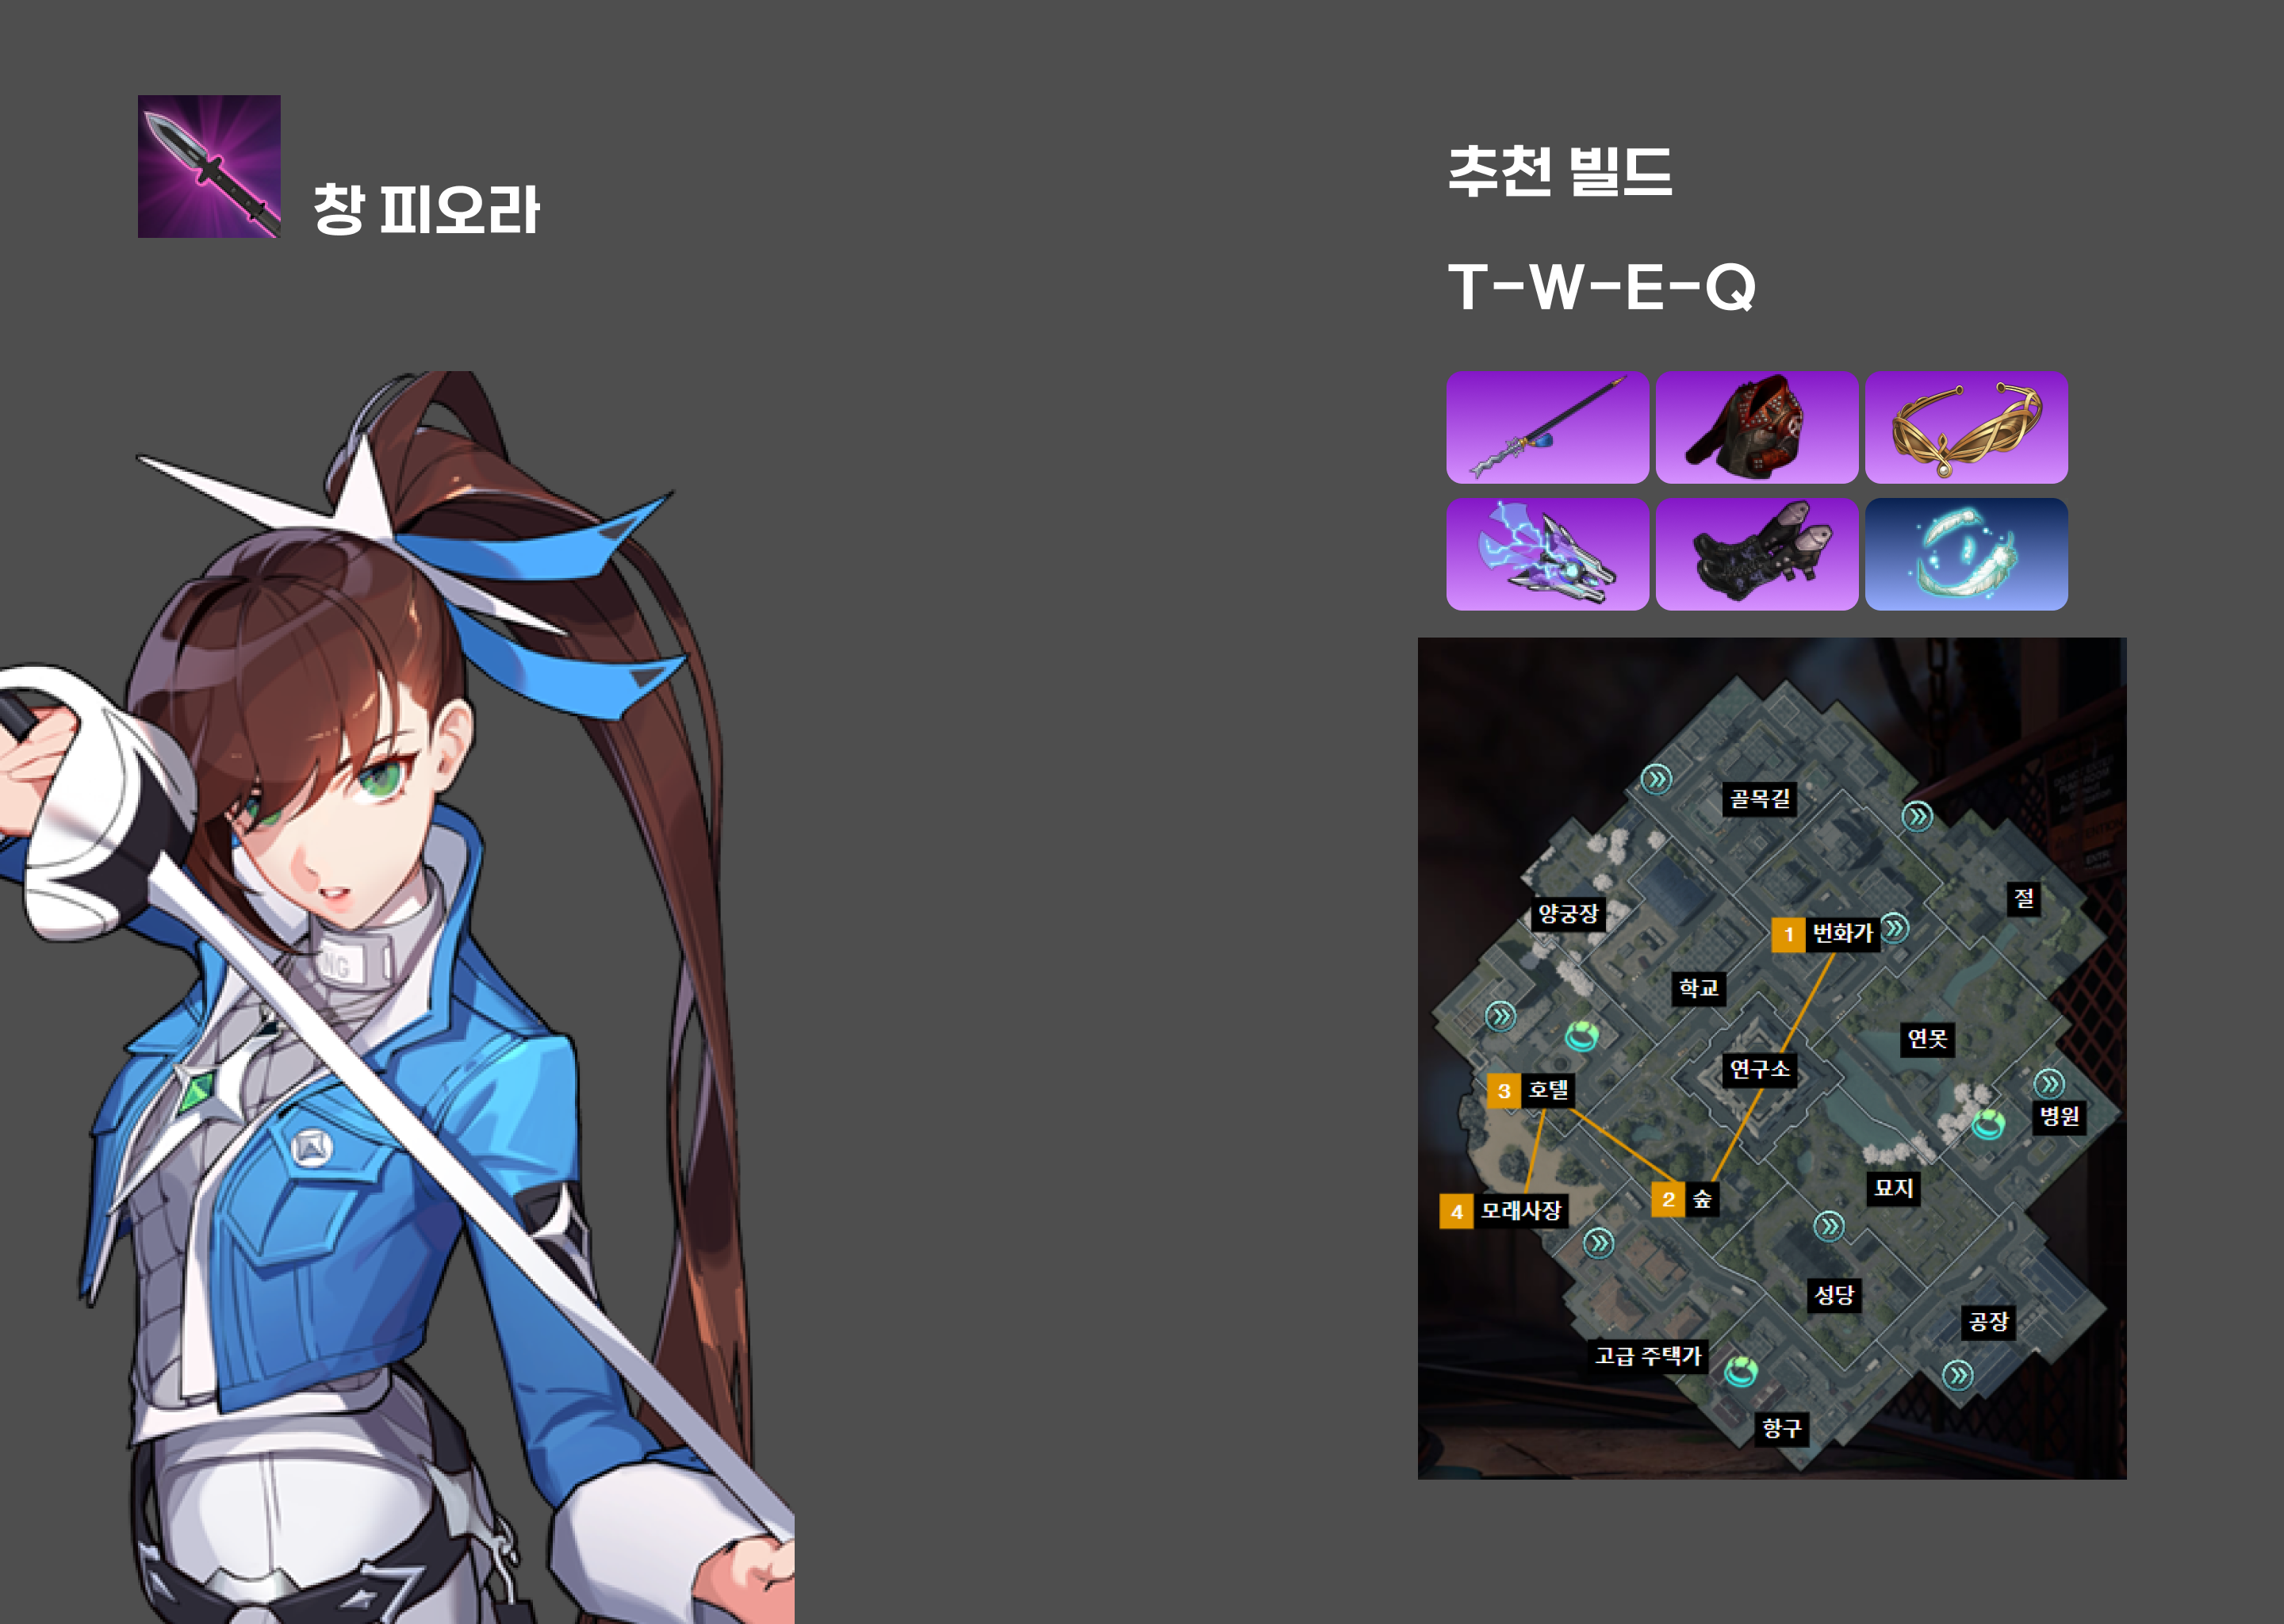 창 피오라
추천 빌드
T-W-E-Q
골목길
절
양궁장
1 번화가
학교
연못
연구소
3 호텔
병원
묘지
2 숲
4 모래사장
성당
공장
고급 주택가
항구
NG